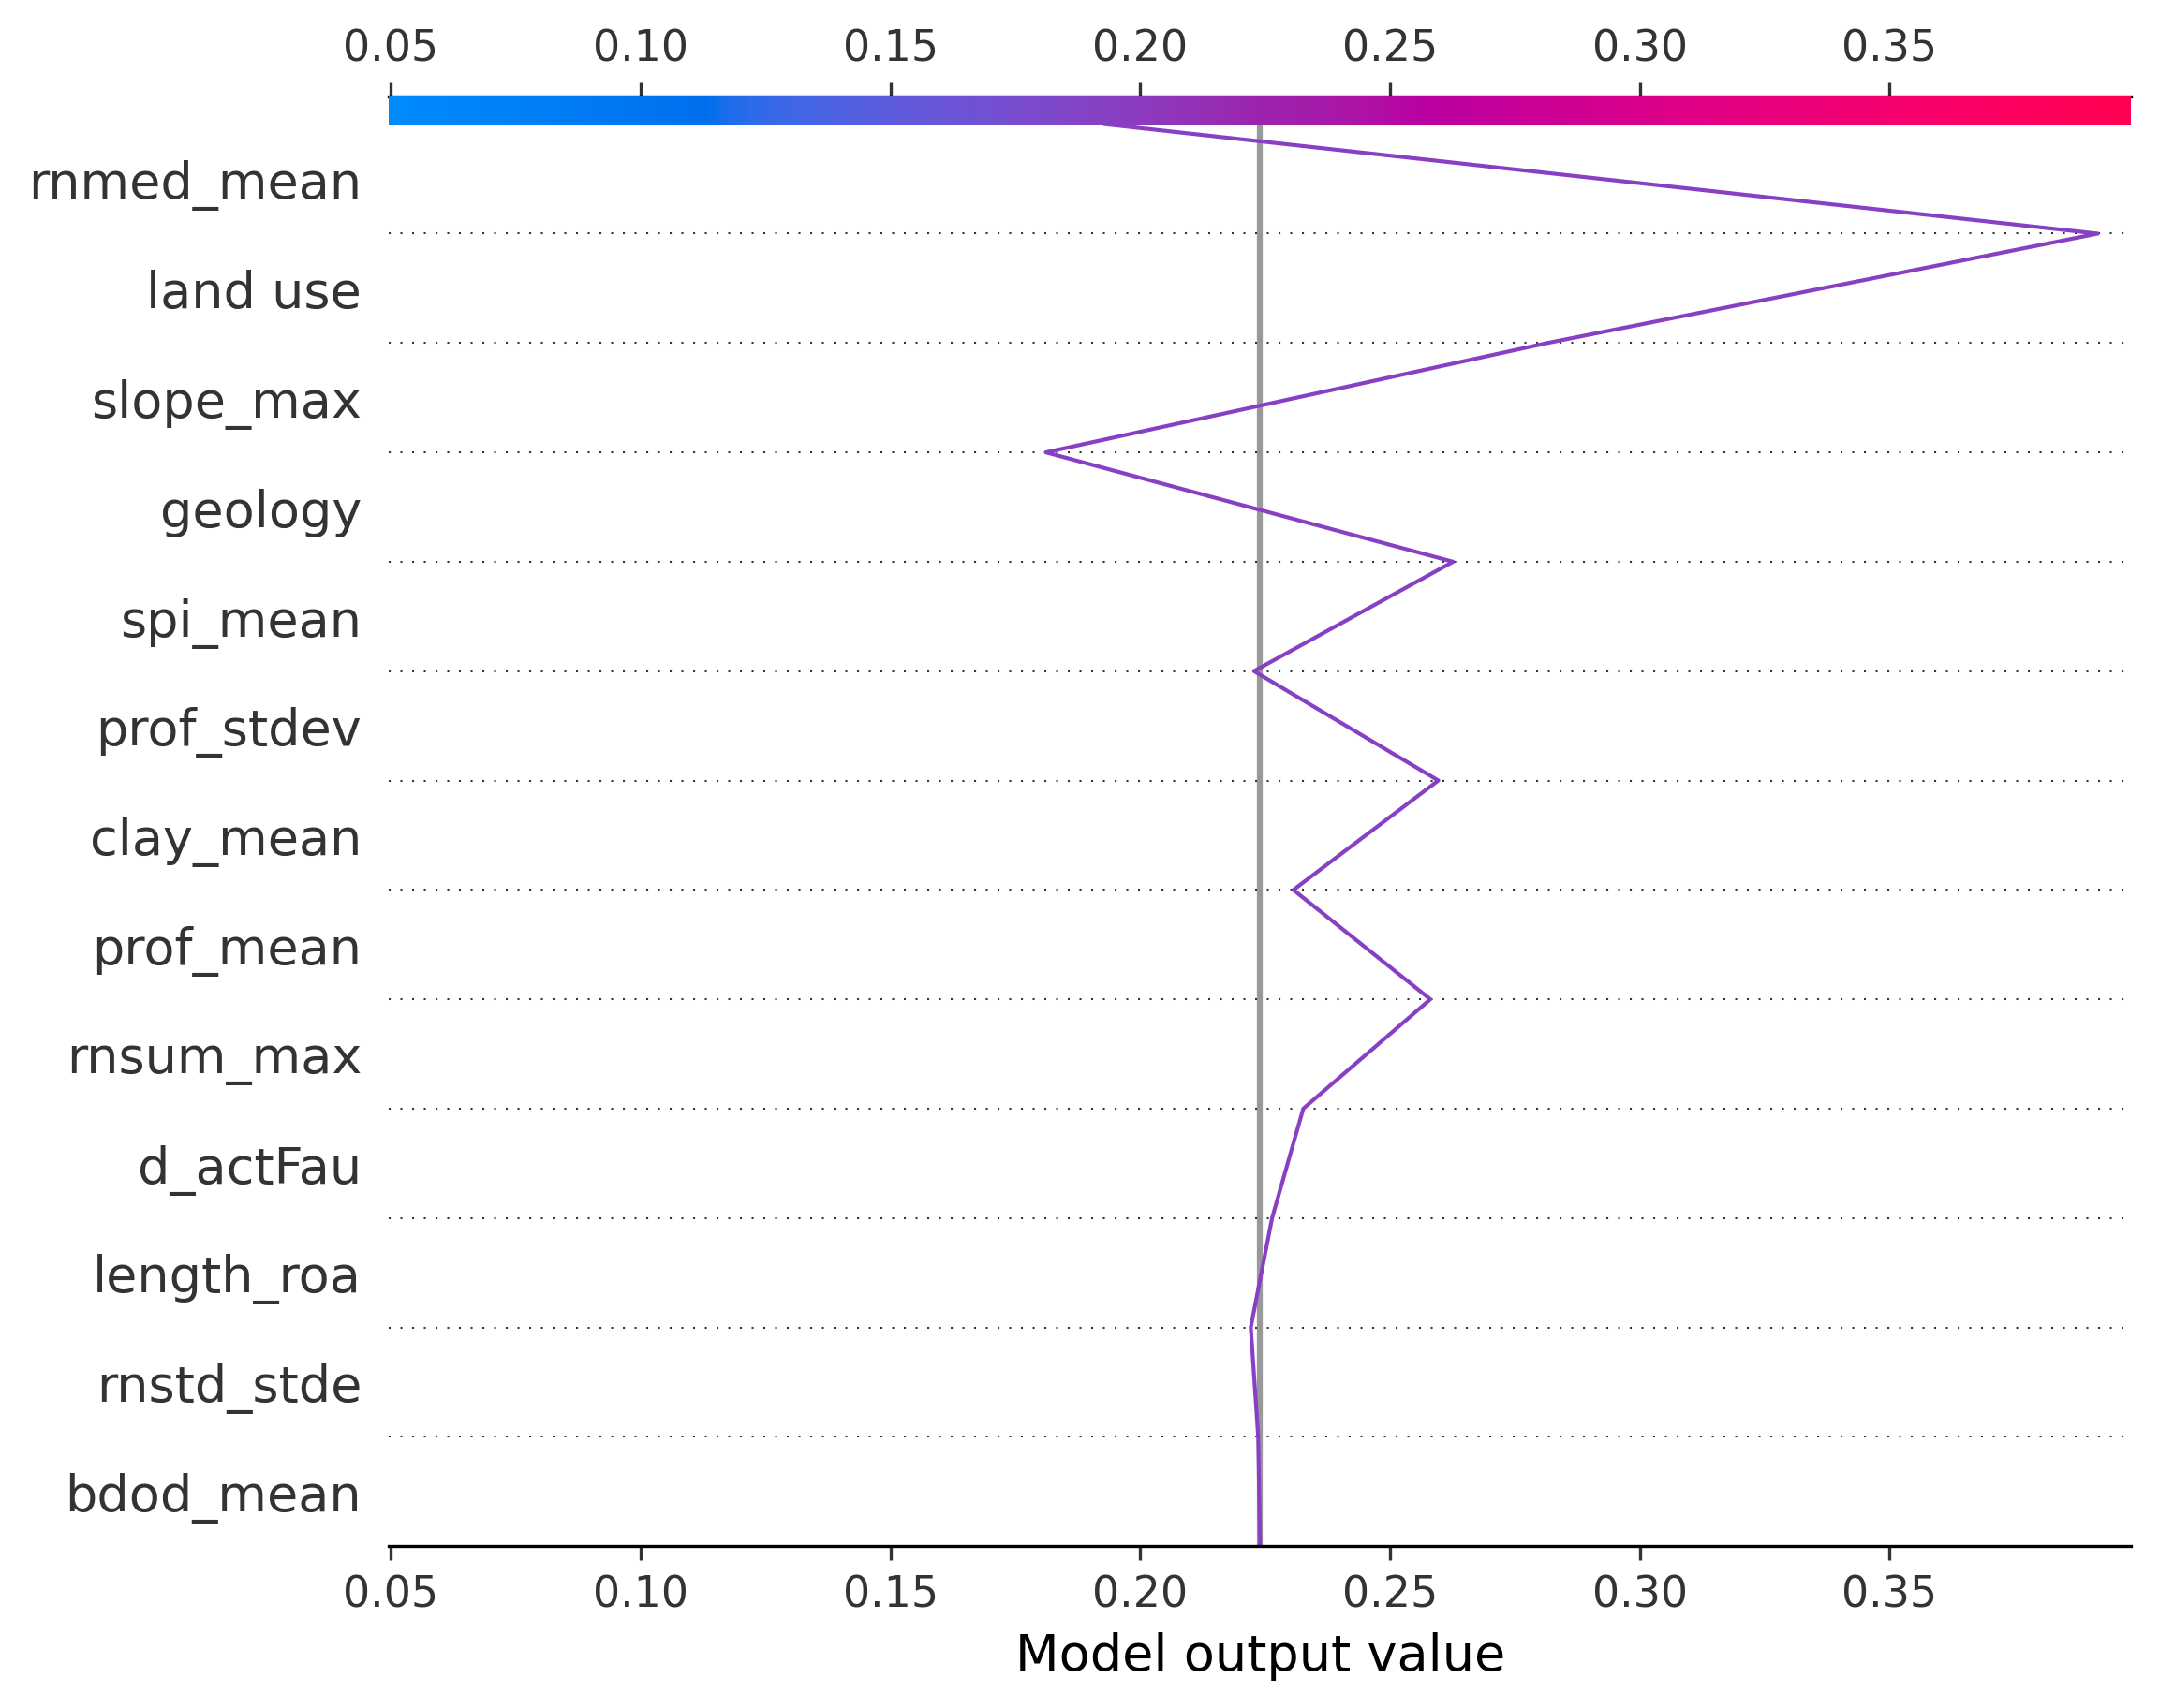 0.05 0.10 0.15 0.20 0.25 0.30 0.35
rnmed_mean
land use
slope_max
geology
spi_mean
prof_stdev
clay_mean
prof_mean
rnsum_max
d_actFau
length_roa
rnstd_stde
bdod_mean
0.05 0.10 0.15 0.20 0.25 0.30 0.35
Model output value